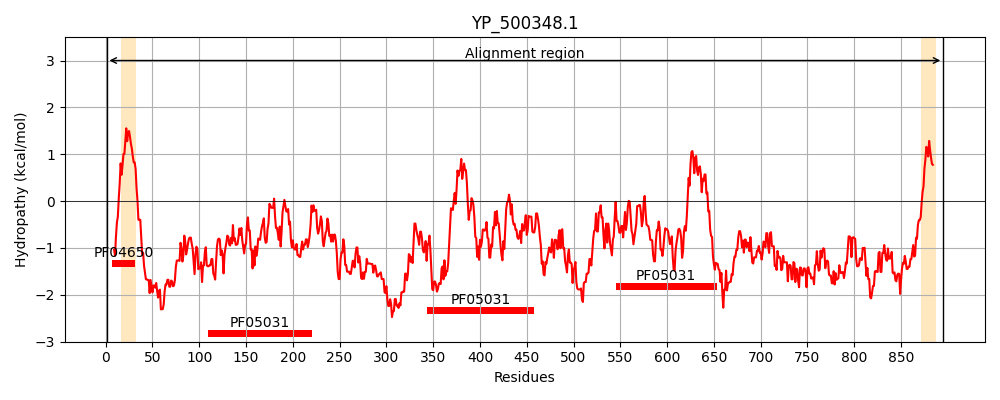 YP_500348.1
Alignment region
Hydropathy (kcal/mol)
3
2
1
0
−1
−2
−3
PF04650
PF05031
PF05031
PF05031
0 50 100 150 200 250 300 350 400 450 500 550 600 650 700 750 800 850
Residues